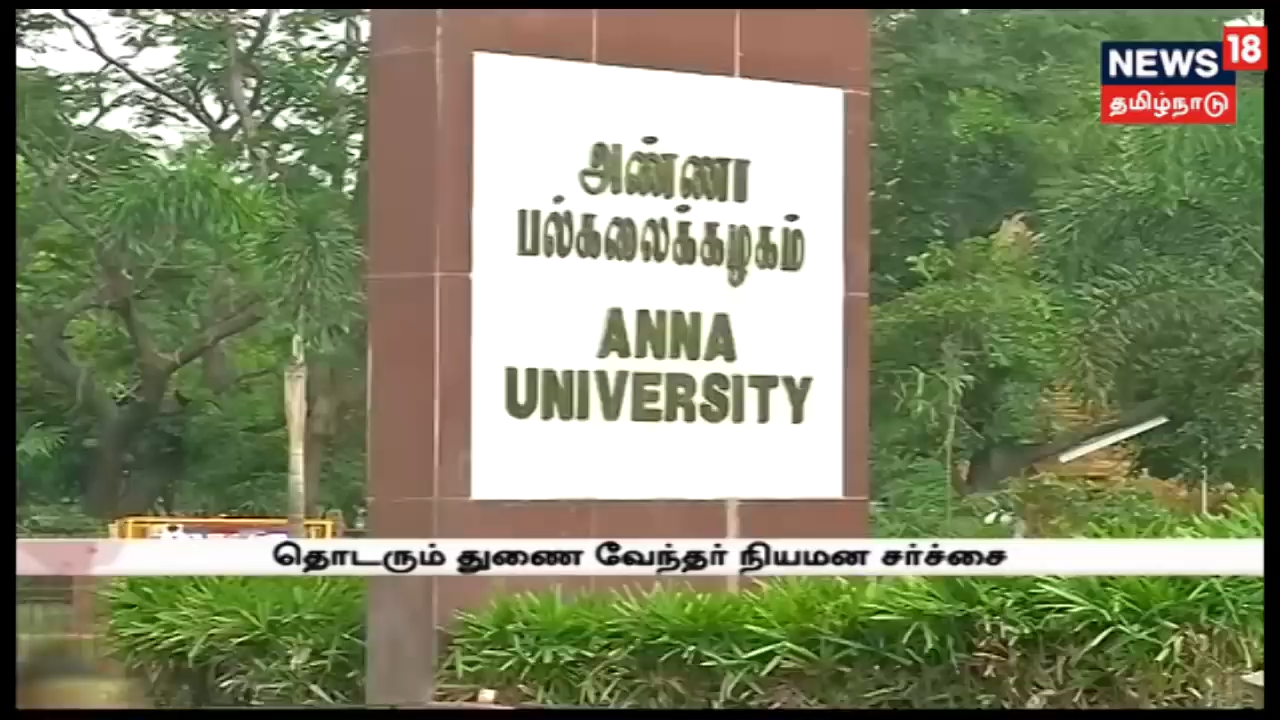 NEWS 18
தமிழ்நாடு
அண்ணா
பல்கலைக்கழகம்
ANNA
UNIVERSITY
தொடரும் துணை வேந்தர் நியமன சர்ச்சை